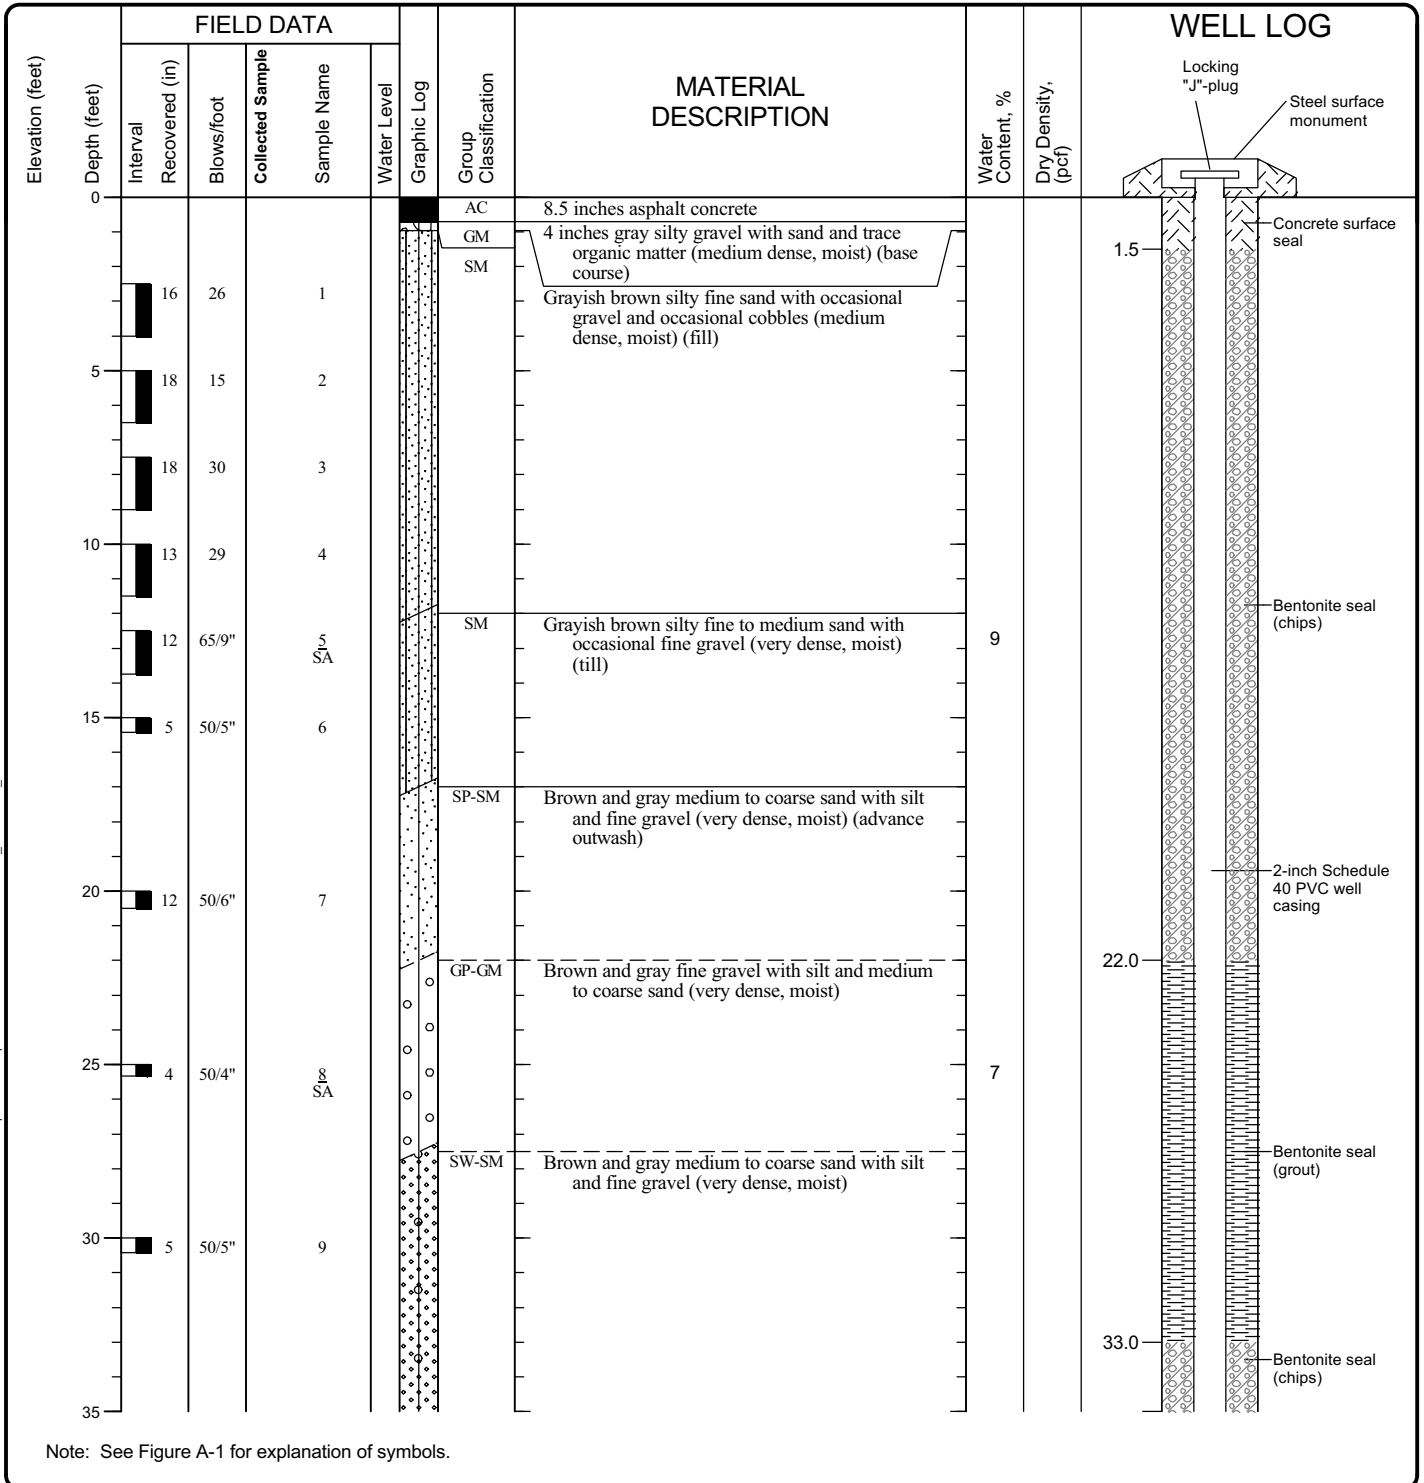 FIELD DATA
WELL LOG
MATERIAL
DESCRIPTION
Elevation (feet)
Depth (feet)
Interval
Recovered (in)
Blows/foot
Collected Sample
Sample Name
Water Level
Graphic Log
Group
Classification
Water
Content, %
Dry Density,
(pcf)
Locking
"J"-plug
Steel surface
monument
0
AC
8.5 inches asphalt concrete
GM
4 inches gray silty gravel with sand and trace
organic matter (medium dense, moist) (base
course)
Concrete surface
seal
1.5
SM
16 26 1
Grayish brown silty fine sand with occasional
gravel and occasional cobbles (medium
dense, moist) (fill)
5
18 15 2
18 30 3
10
13 29 4
Bentonite seal
(chips)
SM
Grayish brown silty fine to medium sand with
occasional fine gravel (very dense, moist)
(till)
12 65/9" 5
SA
9
15
5 50/5" 6
SP-SM
Brown and gray medium to coarse sand with silt
and fine gravel (very dense, moist) (advance
outwash)
2-inch Schedule
40 PVC well
casing
20
12 50/6" 7
22.0
GP-GM
Brown and gray fine gravel with silt and medium
to coarse sand (very dense, moist)
25
4 50/4" 8
SA
7
Bentonite seal
(grout)
SW-SM
Brown and gray medium to coarse sand with silt
and fine gravel (very dense, moist)
30
5 50/5" 9
33.0
Bentonite seal
(chips)
35
Note: See Figure A-1 for explanation of symbols.